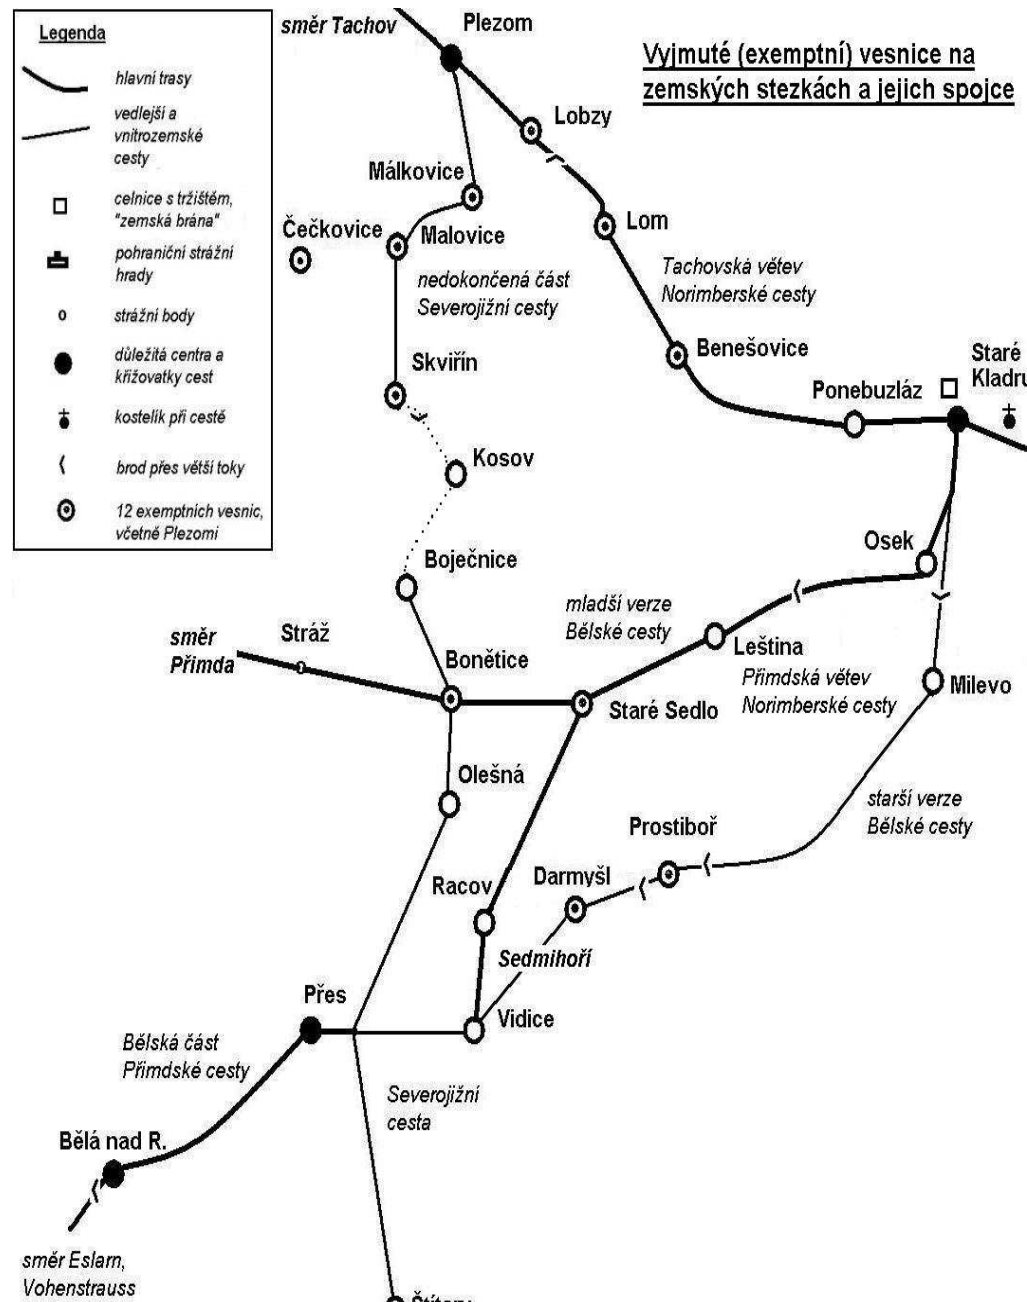 Legenda
hlavní trasy
vedlejší a
vnitrozemské
cesty
celnice s tržištěm,
"zemská brána"
pohraniční strážní
hrady
strážní body
důležitá centra a
křižovatky cest
kostelík při cestě
brod přes větší toky
12 exemptních vesnic,
včetně Plezomi
Vyjmuté (exemptní) vesnice na
zemských stezkách a jejich spojce
směr Tachov
Plezom
Lobzy
Málkovice
Čečkovice
Malovice
Lom
nedokončená část
Severojižní cesty
Tachovská větev
Norimberské cesty
Skviřín
Benešovice
Ponebuzláz
Staré
Kladru
Kosov
Osek
Boječnice
mladší verze
Bělské cesty
směr
Přimda
Stráž
Bonětice
Leština
Přimdská větev
Norimberské cesty
Milevo
Staré Sedlo
Olešná
starší verze
Bělské cesty
Prostiboř
Darmyšl
Racov
Sedmihoří
Přes
Vidice
Bělská část
Přimdské cesty
Severojižní
cesta
Bělá nad R.
směr Eslarn,
Vohenstrauss